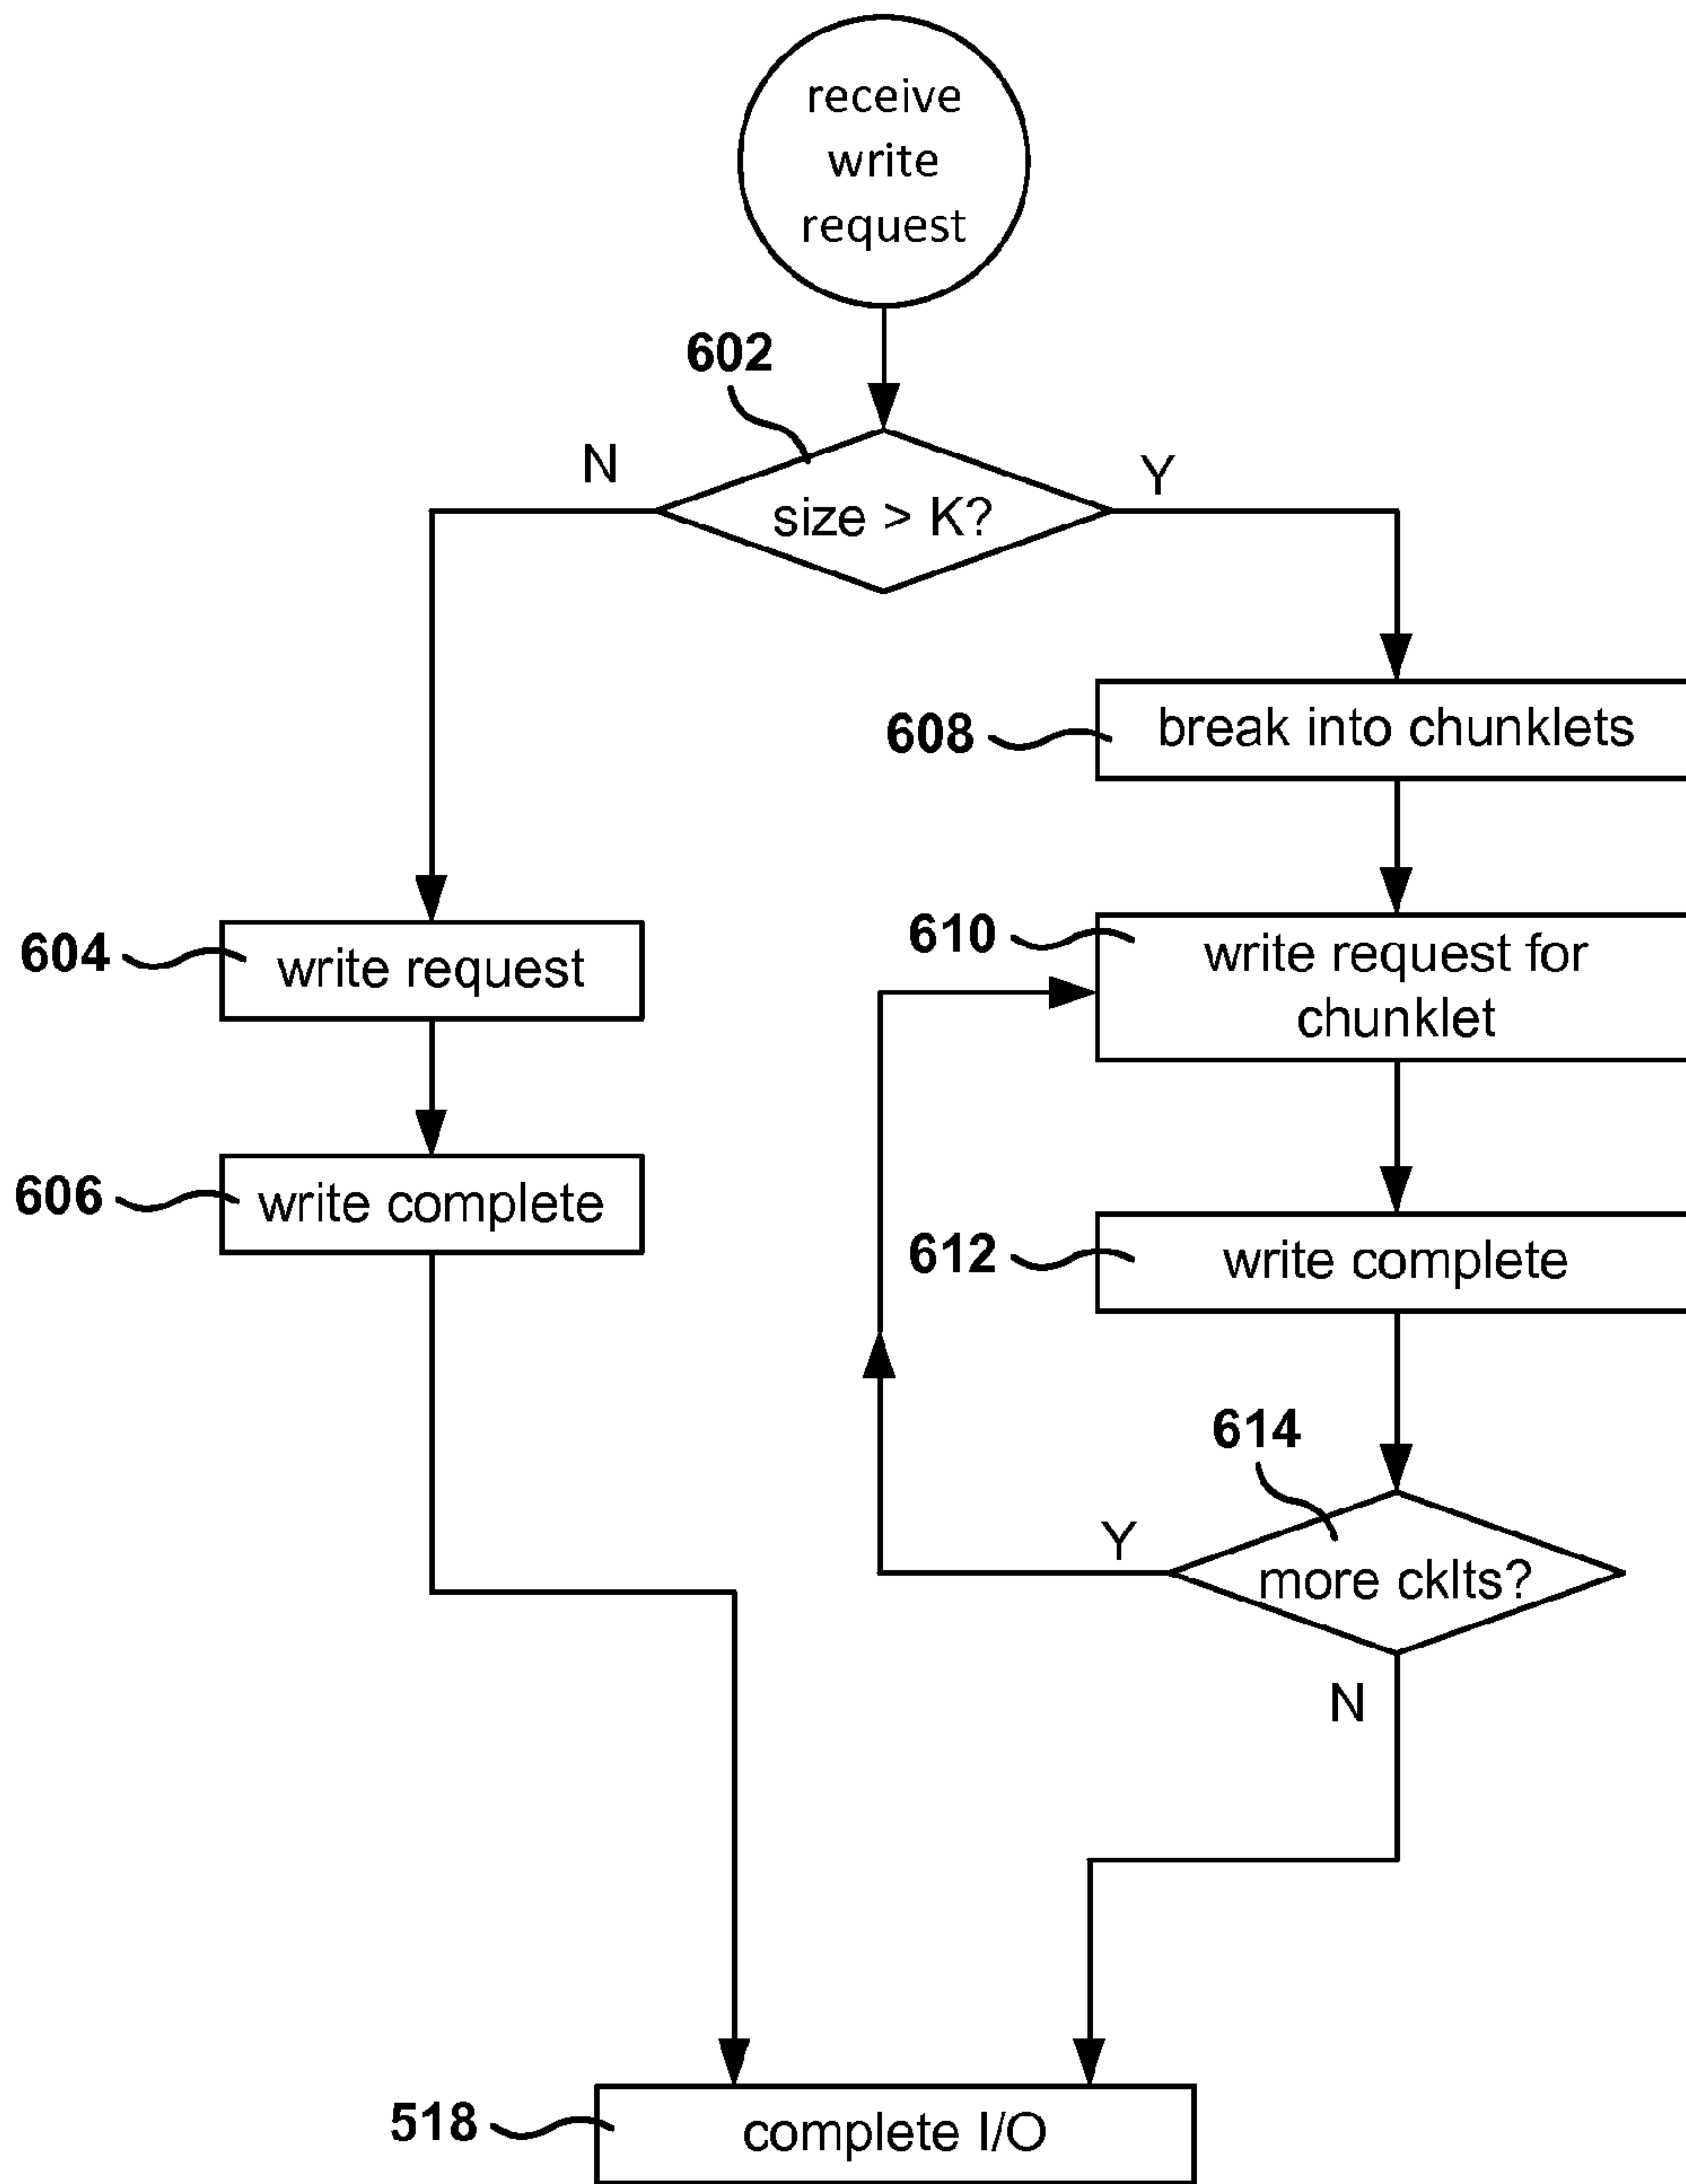 receive
write
request
602
N
Y
size > K?
608
break into chunklets
604
write request
610
write request for
chunklet
606
write complete
612
write complete
614
Y
more cklts?
N
518
complete I/O